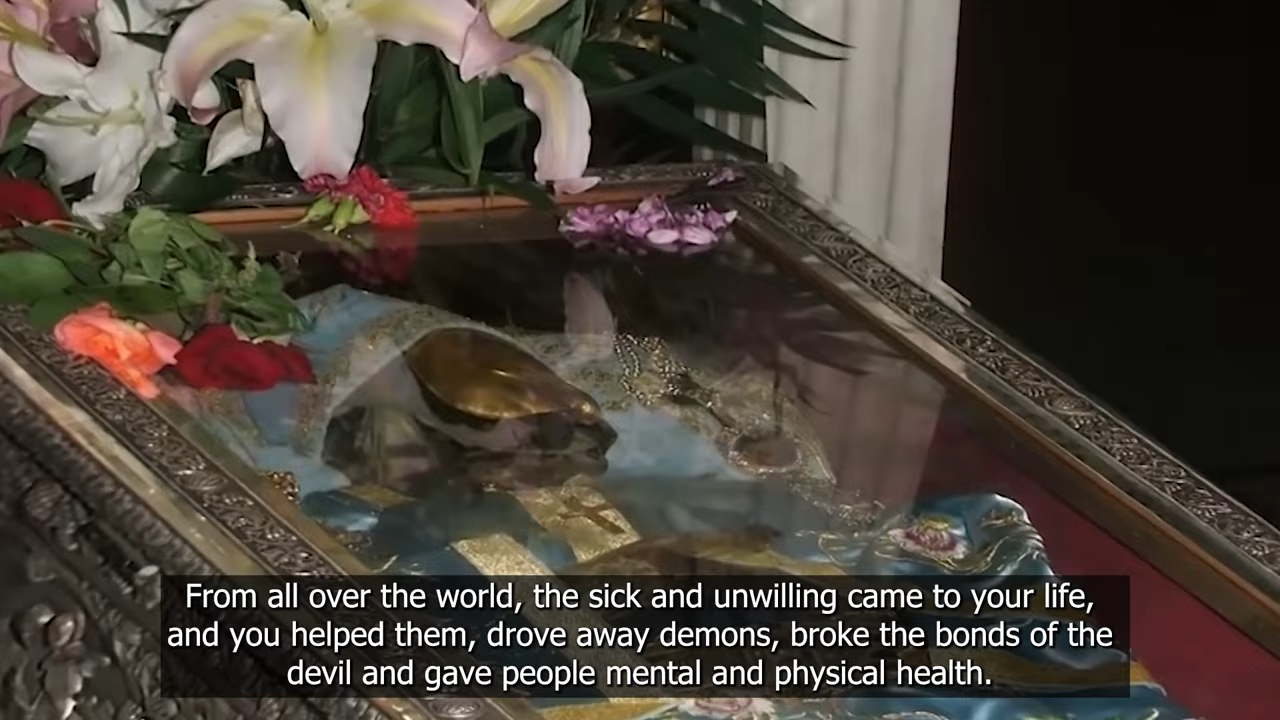 From all over the world, the sick and unwilling came to your life,
and you helped them, drove away demons, broke the bonds of the
devil and gave people mental and physical health.